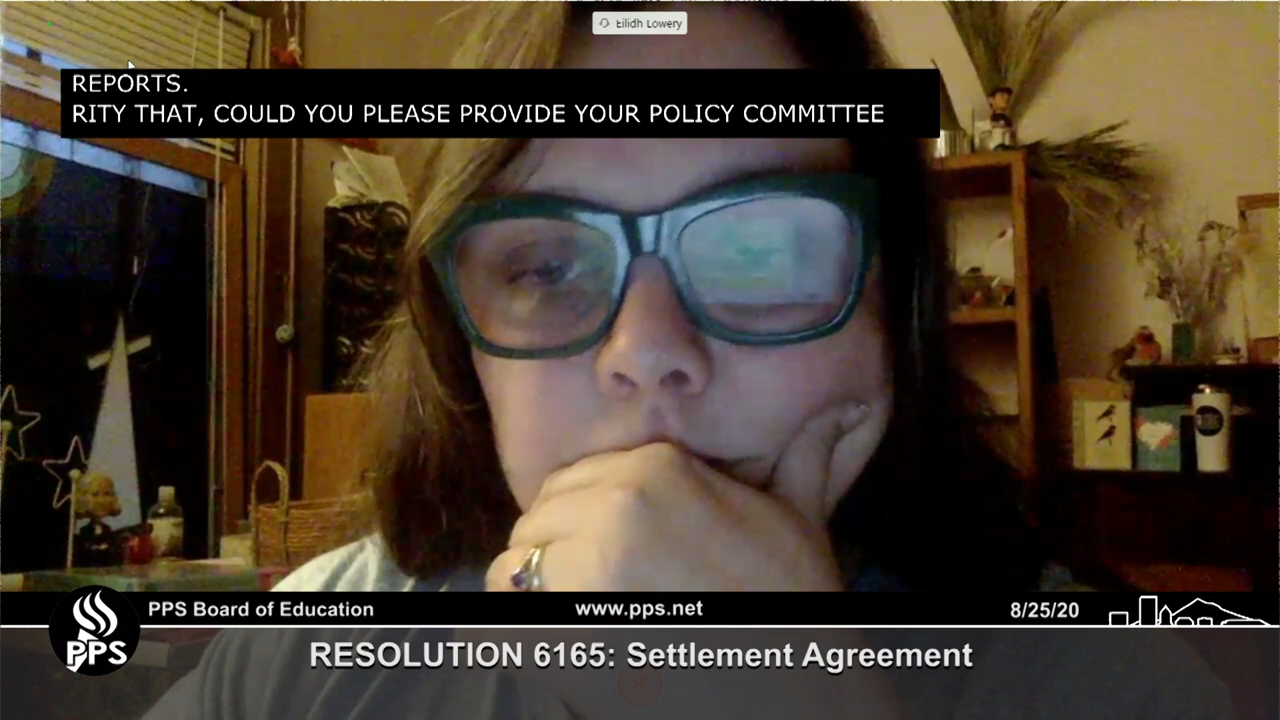 Eilidh Lowery
REPORTS.
RITY THAT, COULD YOU PLEASE PROVIDE YOUR POLICY COMMITTEE
PPS Board of Education
www.pps.net
8/25/20
PPS
RESOLUTION 6165: Settlement Agreement